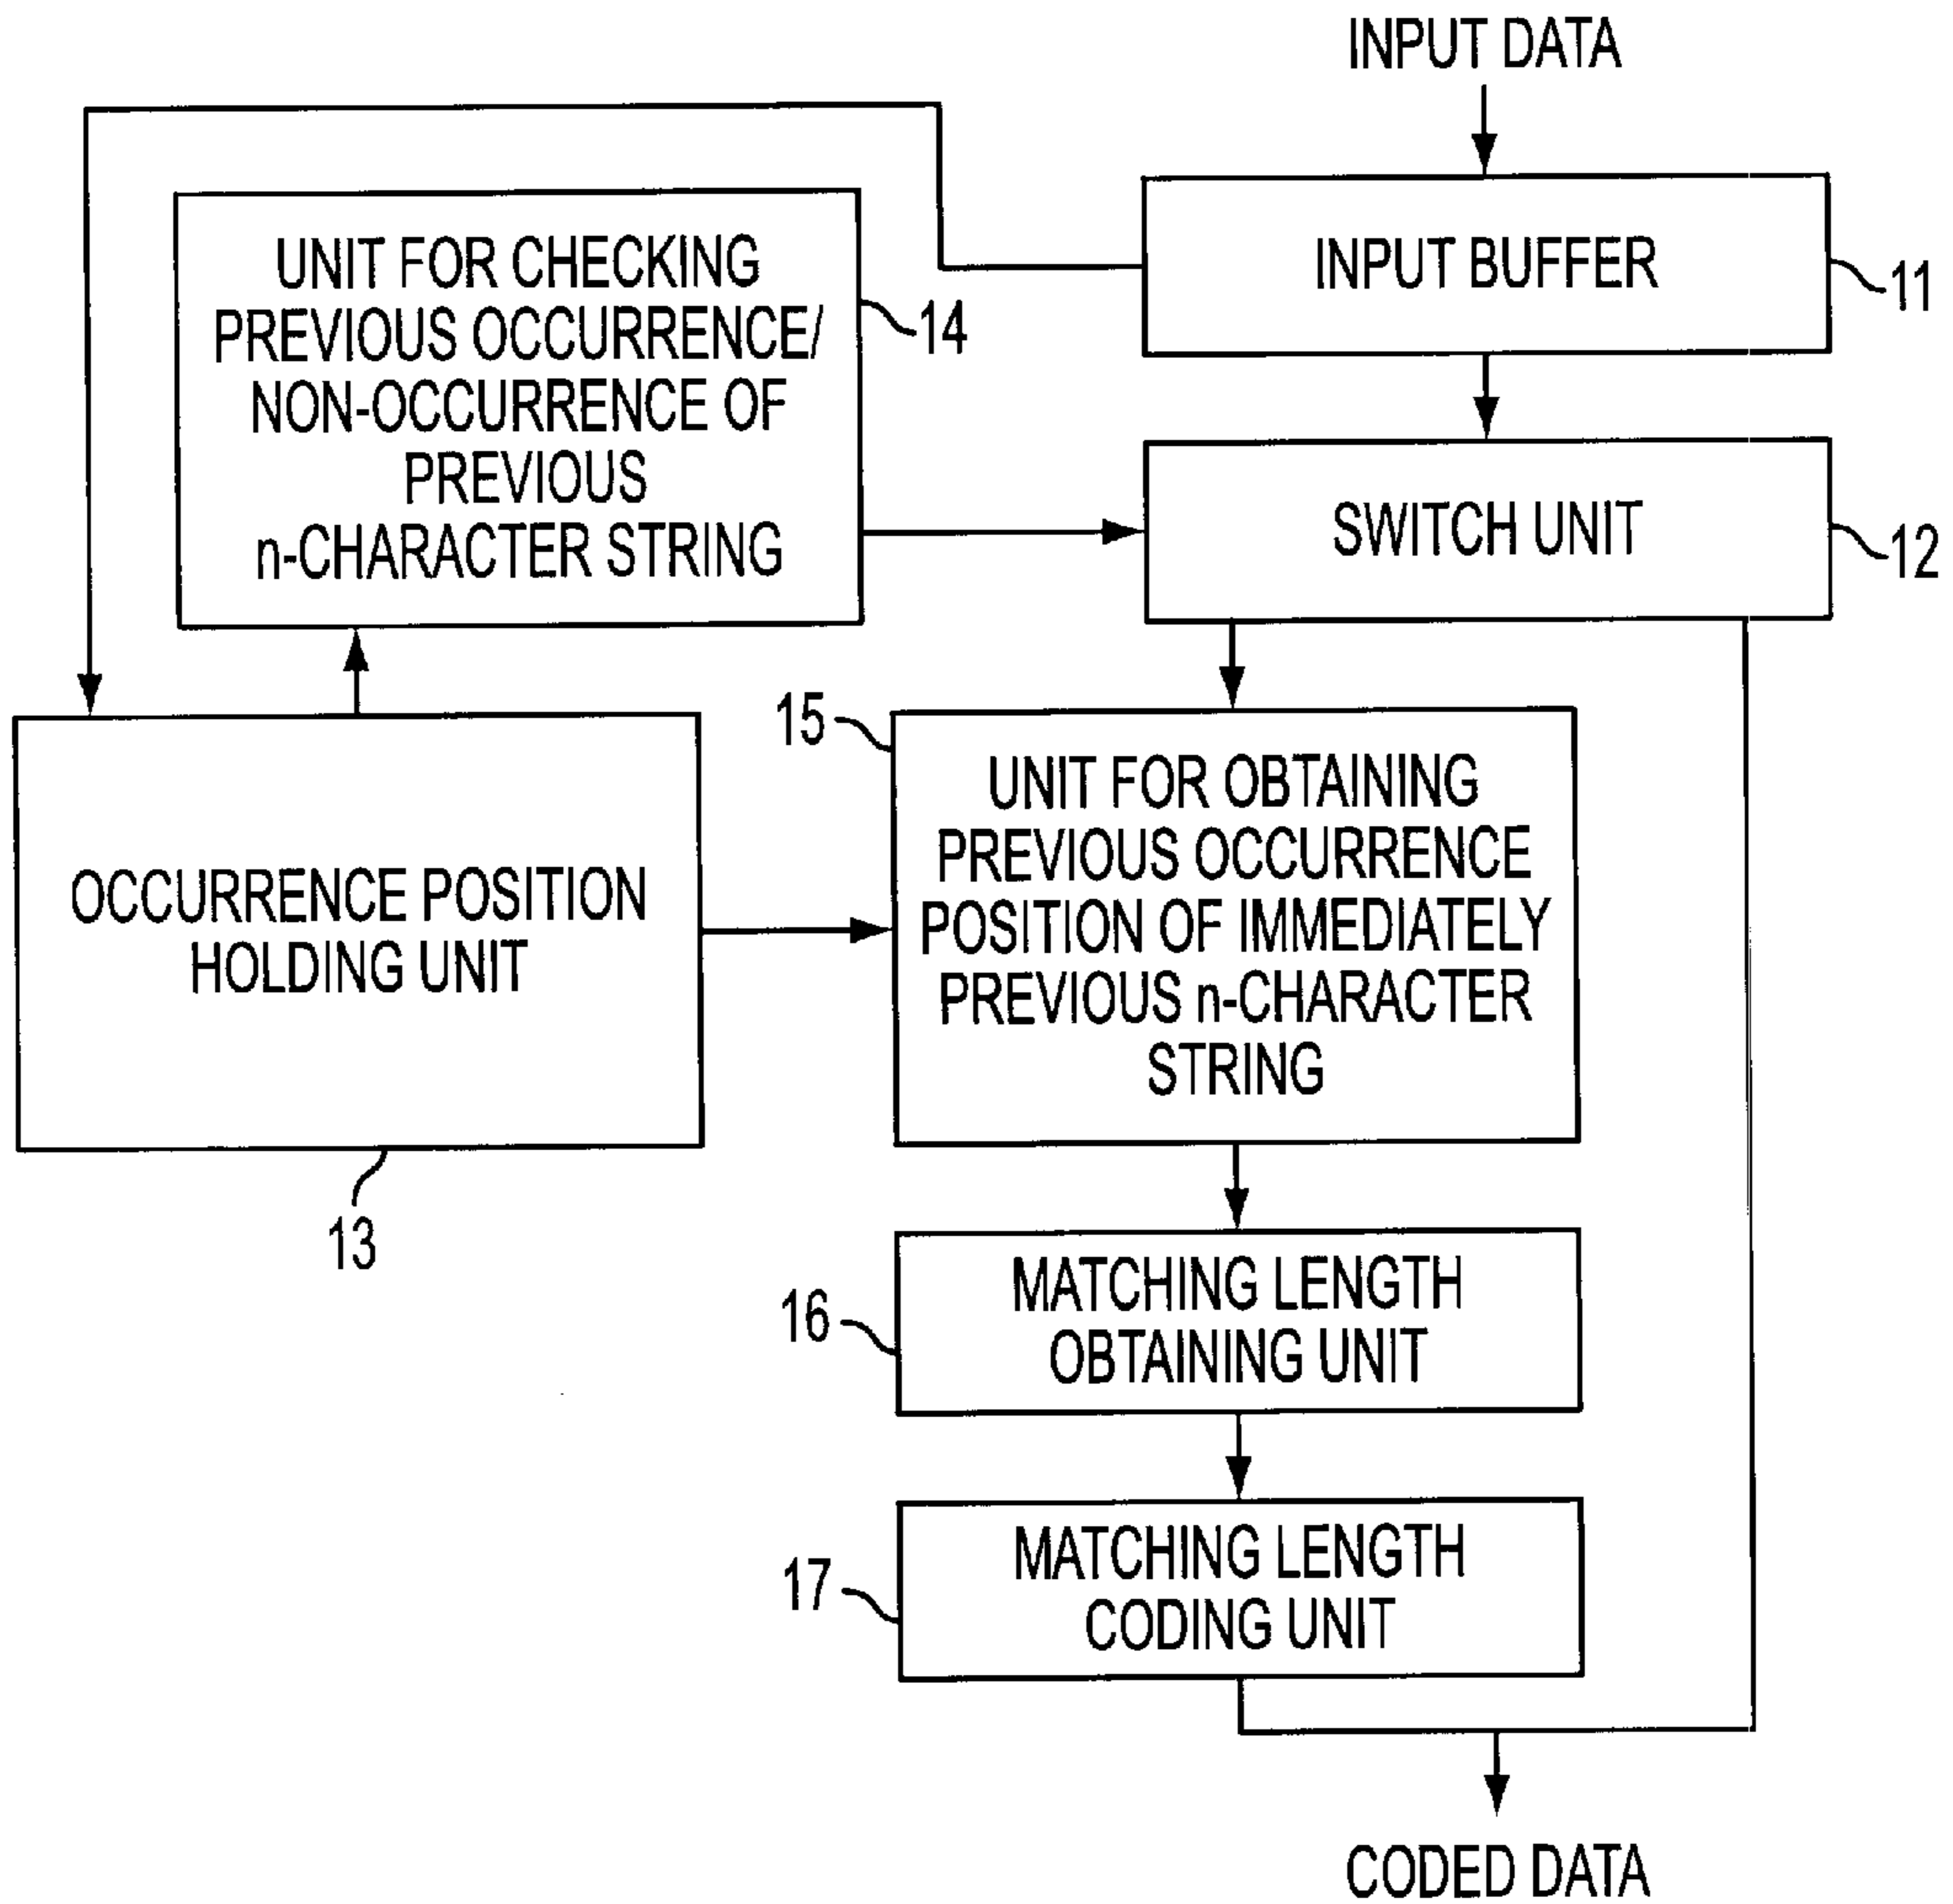 INPUT DATA
INPUT BUFFER
11
UNIT FOR CHECKING
PREVIOUS OCCURRENCE/
NON-OCCURRENCE OF
PREVIOUS
n-CHARACTER STRING
14
SWITCH UNIT
12
OCCURRENCE POSITION
HOLDING UNIT
13
15
UNIT FOR OBTAINING
PREVIOUS OCCURRENCE
POSITION OF IMMEDIATELY
PREVIOUS n-CHARACTER
STRING
16
MATCHING LENGTH
OBTAINING UNIT
17
MATCHING LENGTH
CODING UNIT
CODED DATA